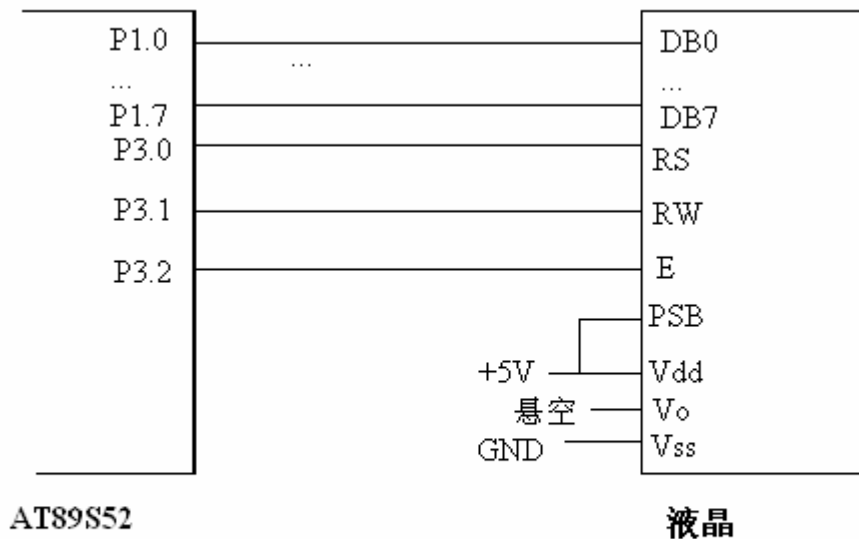 P1.0 DB0
... ... ...
P1.7 DB7
P3.0 RS
P3.1 RW
P3.2 E
PSB
+5V Vdd
悬空 Vo
GND Vss
AT89S52 液晶